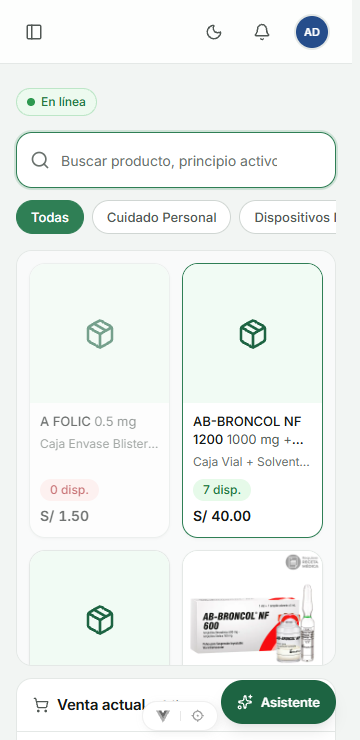 AD
En línea
Buscar producto, principio activo
Todas
Cuidado Personal
Dispositivos
A FOLIC 0.5 mg
Caja Envase Blister...
0 disp.
S/ 1.50
AB-BRONCOL NF
1200 1000 mg +...
Caja Vial + Solvent...
7 disp.
S/ 40.00
AB-BRONCOL NF
600
Venta actual
Asistente